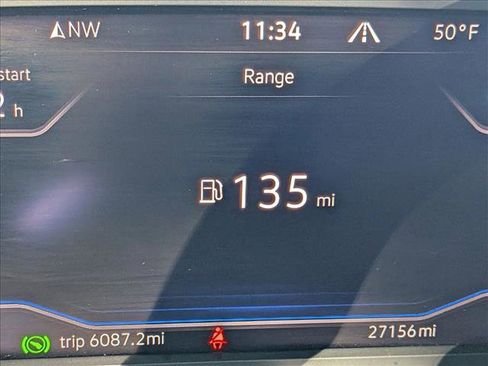 NW 11:34 50°F
start
Range
h
135 mi
trip 6087.2mi 27156mi